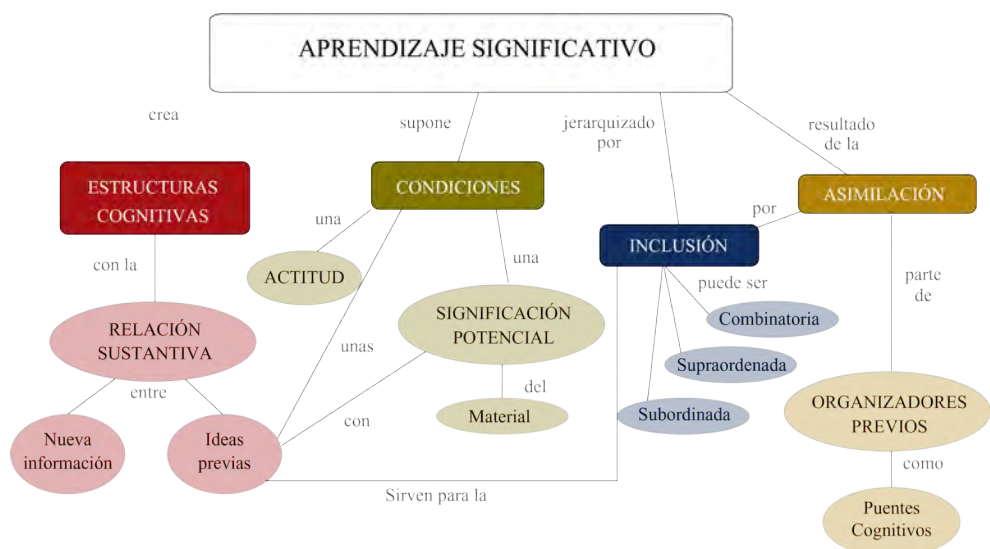 APRENDIZAJE SIGNIFICATIVO
crea
supone
jerarquizado
por
resultado
de la
ESTRUCTURAS
COGNITIVAS
CONDICIONES
ASIMILACIÓN
por
INCLUSIÓN
una
una
con la
ACTITUD
puede ser
parte
de
SIGNIFICACIÓN
POTENCIAL
Combinatoria
RELACIÓN
SUSTANTIVA
unas
Supraordenada
entre
del
con
Material
Subordinada
ORGANIZADORES
PREVIOS
Nueva
información
Ideas
previas
como
Sirven para la
Puentes
Cognitivos